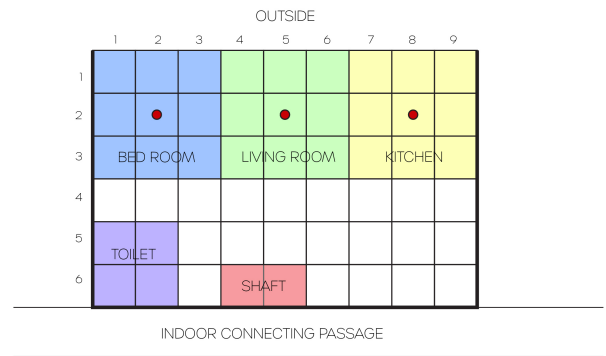 OUTSIDE
1 2 3 4 5 6 7 8 9
1
2
3 BED ROOM LIVING ROOM KITCHEN
4
5
TOILET
6 SHAFT
INDOOR CONNECTING PASSAGE